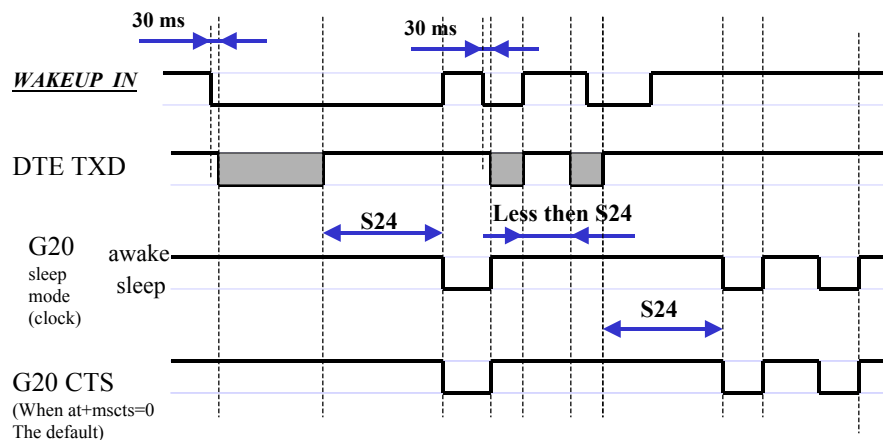 30 ms
30 ms
WAKEUP_IN
DTE TXD
S24
Less then S24
G20
awake
sleep
sleep
mode
(clock)
S24
G20 CTS
(When at+mscts=0
The default)